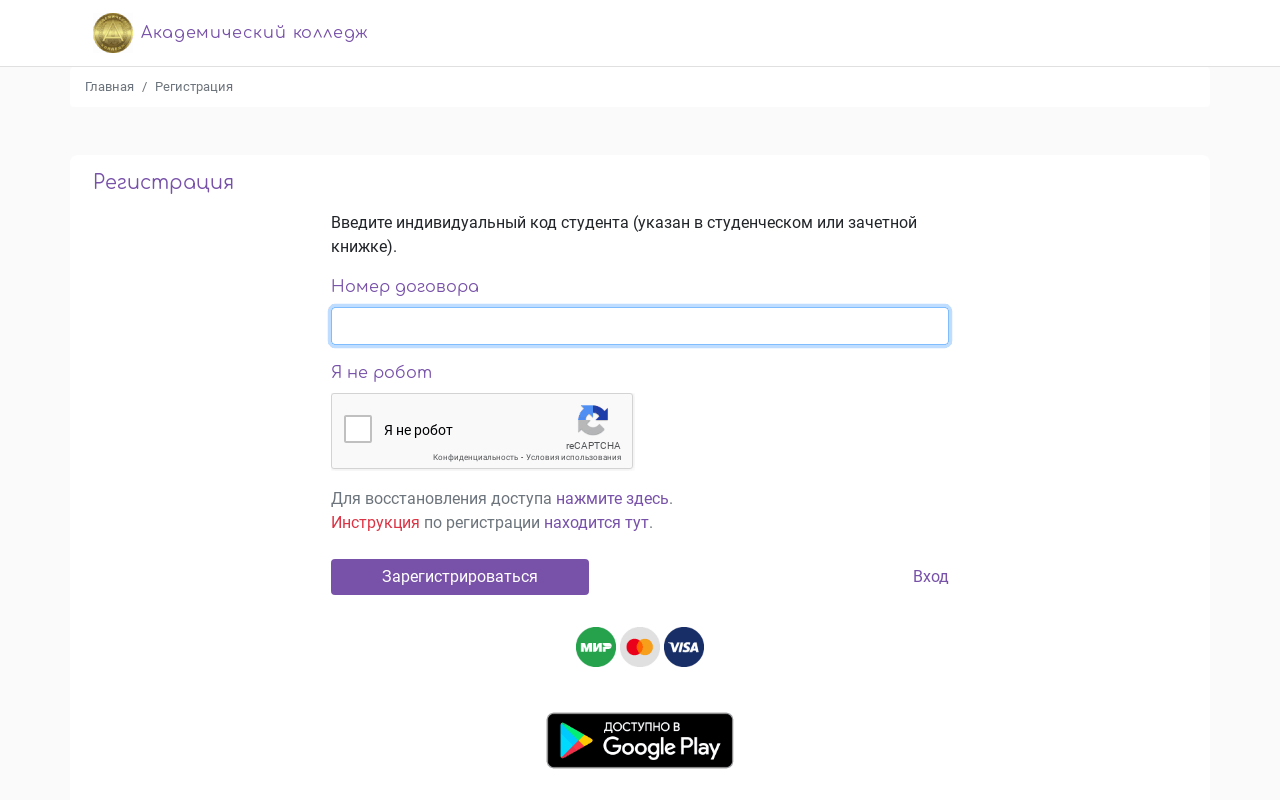 Академический колледж
Главная / Регистрация
Регистрация
Введите индивидуальный код студента (указан в студенческом или зачетной
книжке).
Номер договора
Я не робот
Я не робот
reCAPTCHA
Конфиденциальность - Условия использования
Для восстановления доступа нажмите здесь.
Инструкция по регистрации находится тут.
Зарегистрироваться
Вход
МИР
VISA
ДОСТУПНО В
Google Play